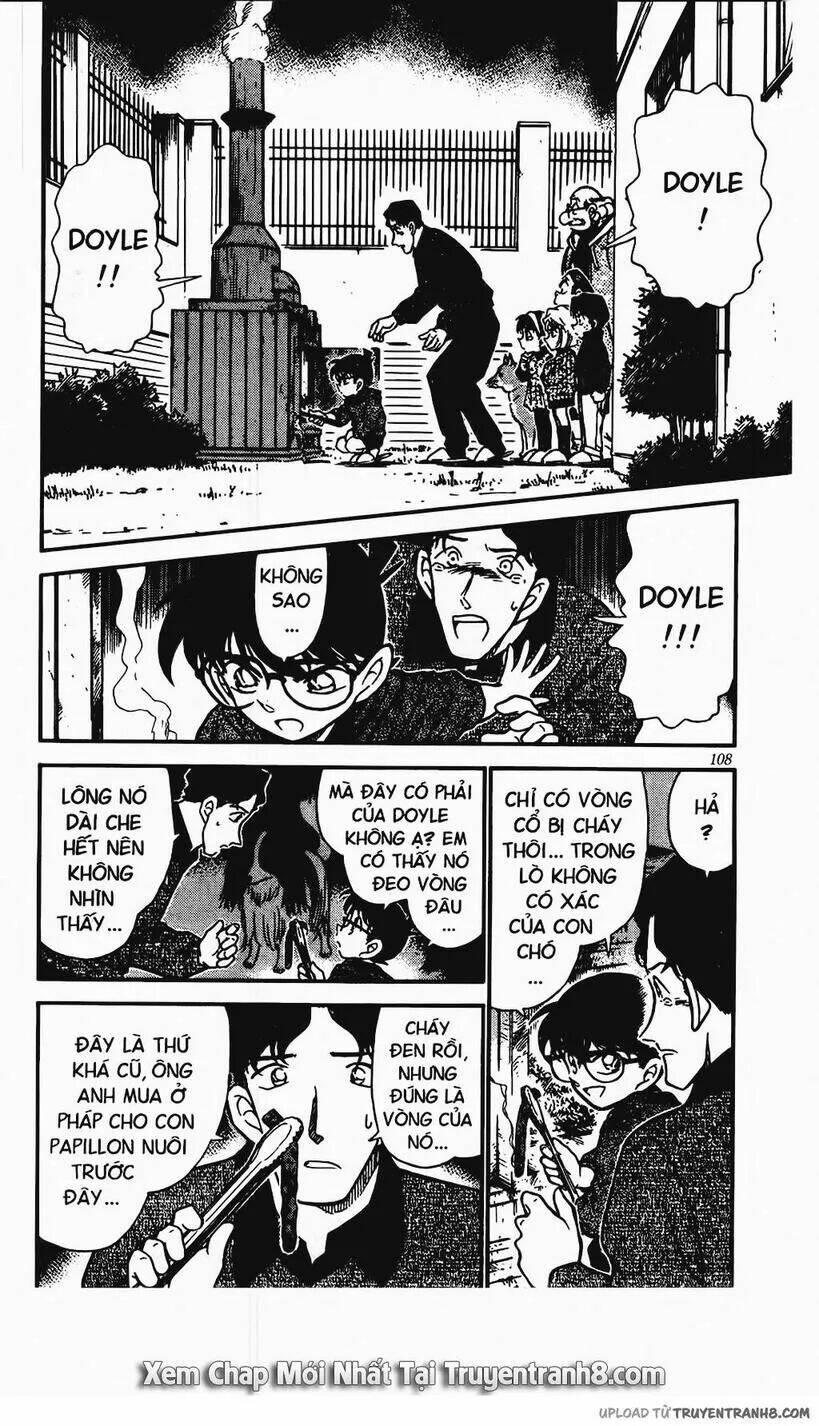 DOYLE
!
DOYLE
!!
DOYLE
!!!
KHÔNG
SAO
...
108
HẢ
?
CHỈ CÓ VÒNG
CỔ BỊ CHÁY
THÔI... TRONG
LÒ KHÔNG
CÓ XÁC
CỦA CON
CHÓ
...
MÀ ĐÂY CÓ PHẢI
CỦA DOYLE
KHÔNG Ạ? EM
CÓ THẤY NÓ
ĐEO VÒNG
ĐÂU
...
LÔNG NÓ
DÀI CHE
HẾT NÊN
KHÔNG
NHÌN
THẤY...
CHÁY
ĐEN RỒI,
NHƯNG
ĐÚNG LÀ
VÒNG CỦA
NÓ...
ĐÂY LÀ THỨ
KHÁ CŨ, ÔNG
ANH MUA Ở
PHÁP CHO CON
PAPILLON NUÔI
TRƯỚC
ĐÂY...
Xem Chap Mới Nhất Tại Truyentranh8.com
UPLOAD TỪ TRUYENTRANH8.COM